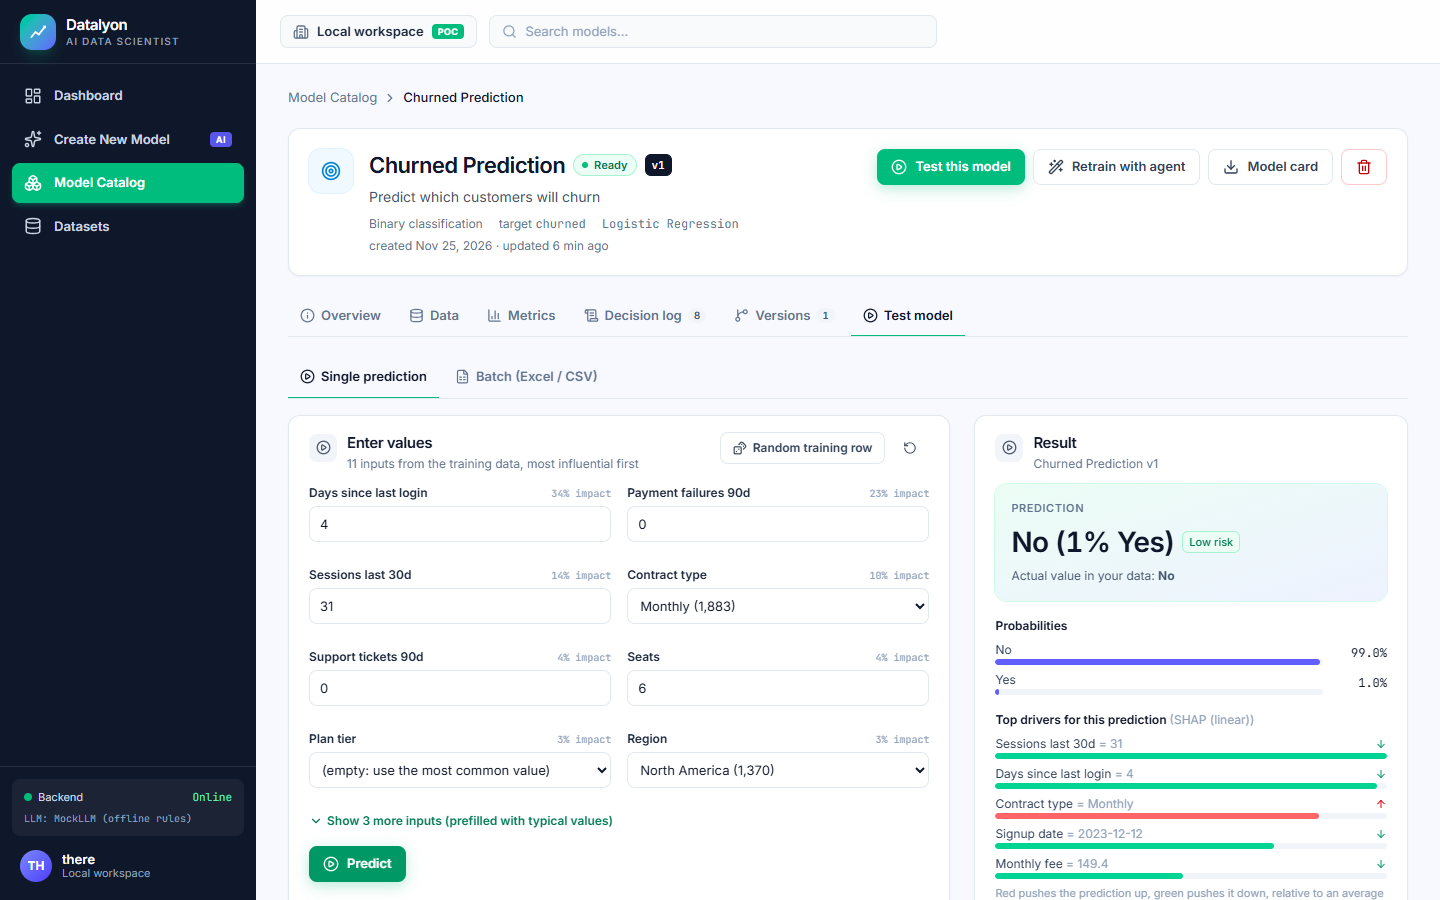 Datalyon
AI DATA SCIENTIST
Local workspace POC
Search models...
Dashboard
Create New Model AI
Model Catalog
Datasets
Backend Online
LLM: MockLLM (offline rules)
TH
there
Local workspace
Model Catalog > Churned Prediction
Churned Prediction Ready v1
Predict which customers will churn
Binary classification target churned Logistic Regression
created Nov 25, 2026 · updated 6 min ago
Test this model
Retrain with agent
Model card
Overview Data Metrics Decision log 8 Versions 1 Test model
Single prediction Batch (Excel / CSV)
Enter values
11 inputs from the training data, most influential first
Random training row
Days since last login 34% impact
4
Payment failures 90d 23% impact
0
Sessions last 30d 14% impact
31
Contract type 10% impact
Monthly (1,883)
Support tickets 90d 4% impact
0
Seats 4% impact
6
Plan tier 3% impact
(empty: use the most common value)
Region 3% impact
North America (1,370)
Show 3 more inputs (prefilled with typical values)
Predict
Result
Churned Prediction v1
PREDICTION
No (1% Yes) Low risk
Actual value in your data: No
Probabilities
No 99.0%
Yes 1.0%
Top drivers for this prediction (SHAP (linear))
Sessions last 30d = 31 ↓
Days since last login = 4 ↓
Contract type = Monthly ↑
Signup date = 2023-12-12 ↓
Monthly fee = 149.4 ↓
Red pushes the prediction up, green pushes it down, relative to an average